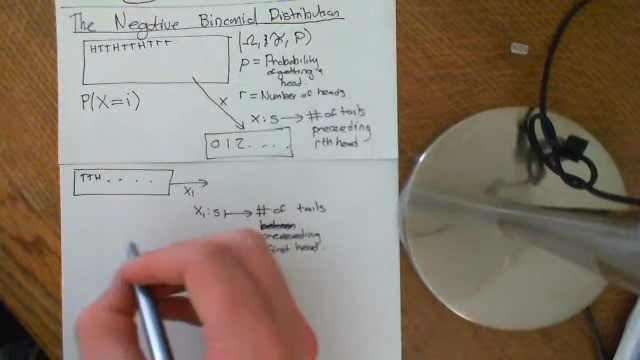 The Negative Binomial Distribution
HTTHTTHTTT
p = Probability
of getting a
head.
P(X=i)
r = Number of heads.
X
X: s → # of tails
preceeding
rth head
0 1 2 . . . .
TTH . . . .
X₁
X₁: s ↦ # of tails
preceeding
first head.